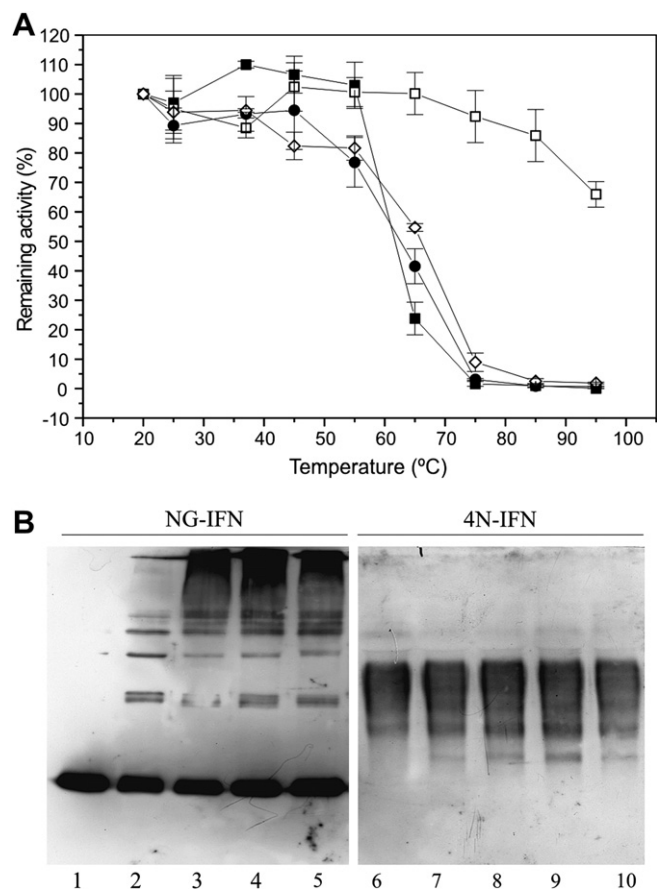 A
120
110
100
90
80
70
60
50
40
30
20
10
0
-10
Remaining activity (%)
10 20 30 40 50 60 70 80 90 100
Temperature (ºC)
B
NG-IFN 4N-IFN
1 2 3 4 5 6 7 8 9 10